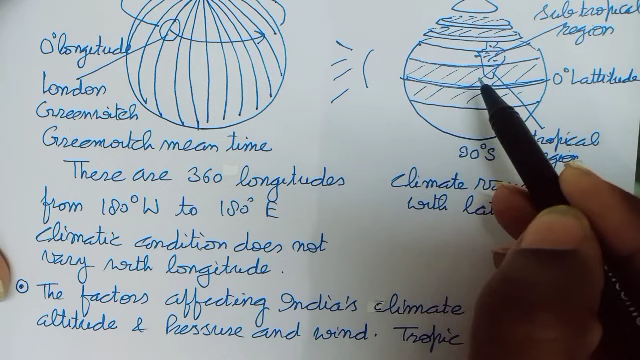 0° longitude
London
Greenwitch
Greenwitch mean time
There are 360 longitudes
from 180° W to 180° E
climatic condition does not
vary with longitude.
The factors affecting India's climate
altitude & Pressure and wind. Tropic
Subtropical
region
0° Lattitude
tropical
90°S
climate
with